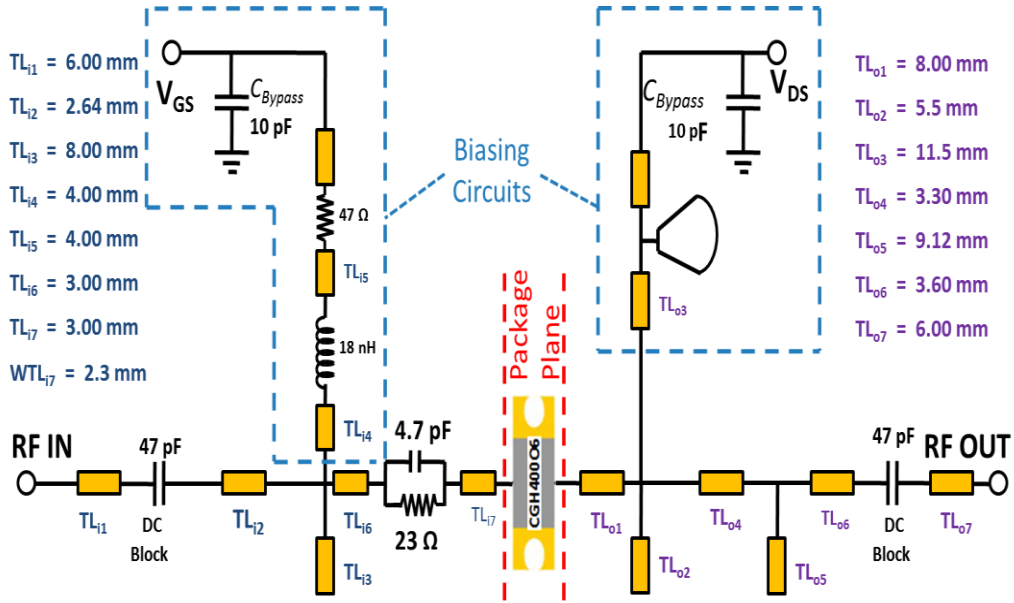 TLi1 = 6.00 mm
TLi2 = 2.64 mm
TLi3 = 8.00 mm
TLi4 = 4.00 mm
TLi5 = 4.00 mm
TLi6 = 3.00 mm
TLi7 = 3.00 mm
WTLi7 = 2.3 mm
VGS
CBypass
10 pF
47 Ω
TLi5
18 nH
TLi4
Biasing
Circuits
CBypass
10 pF
VDS
TLo3
TLo1 = 8.00 mm
TLo2 = 5.5 mm
TLo3 = 11.5 mm
TLo4 = 3.30 mm
TLo5 = 9.12 mm
TLo6 = 3.60 mm
TLo7 = 6.00 mm
Package
Plane
RF IN
47 pF
TLi1
DC
Block
TLi2
TLi6
TLi3
4.7 pF
23 Ω
TLi7
CGH40006
TLo1
TLo2
TLo4
TLo5
TLo6
47 pF
DC
Block
RF OUT
TLo7